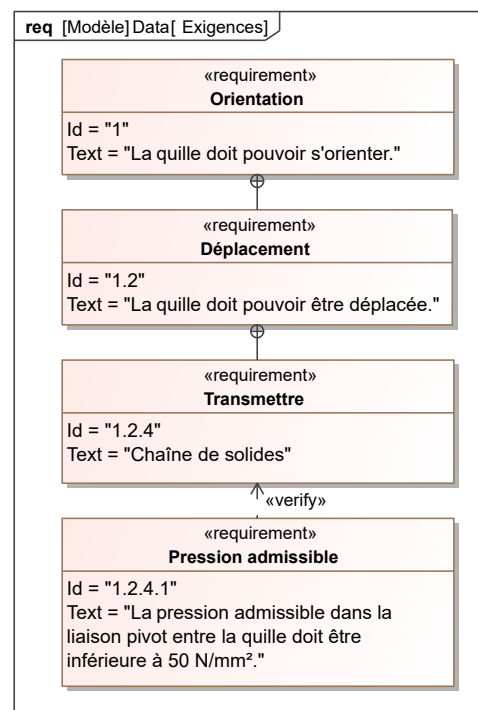 req [Modèle] Data[ Exigences]
«requirement»
Orientation
Id = "1"
Text = "La quille doit pouvoir s'orienter."
«requirement»
Déplacement
Id = "1.2"
Text = "La quille doit pouvoir être déplacée."
«requirement»
Transmettre
Id = "1.2.4"
Text = "Chaîne de solides"
«verify»
«requirement»
Pression admissible
Id = "1.2.4.1"
Text = "La pression admissible dans la
liaison pivot entre la quille doit être
inférieure à 50 N/mm²."